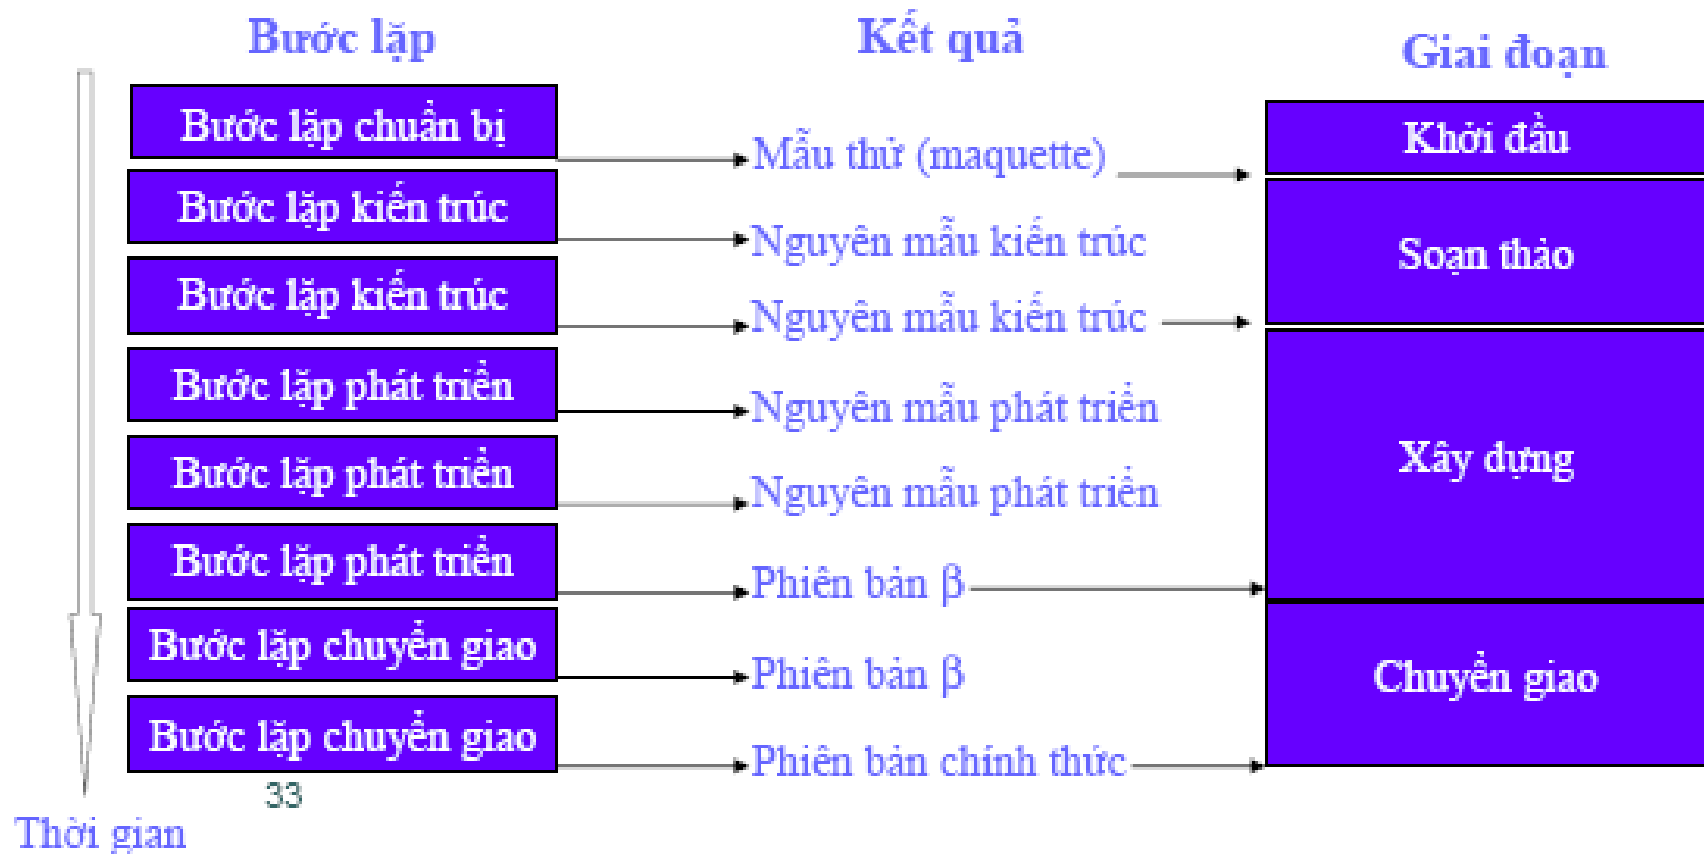 Bước lặp
Kết quả
Giai đoạn
Bước lặp chuẩn bị
Mẫu thử (maquette)
Khởi đầu
Bước lặp kiến trúc
Nguyên mẫu kiến trúc
Soạn thảo
Bước lặp kiến trúc
Nguyên mẫu kiến trúc
Bước lặp phát triển
Nguyên mẫu phát triển
Xây dựng
Bước lặp phát triển
Nguyên mẫu phát triển
Bước lặp phát triển
Phiên bản β
Bước lặp chuyển giao
Phiên bản β
Chuyển giao
Bước lặp chuyển giao
Phiên bản chính thức
33
Thời gian